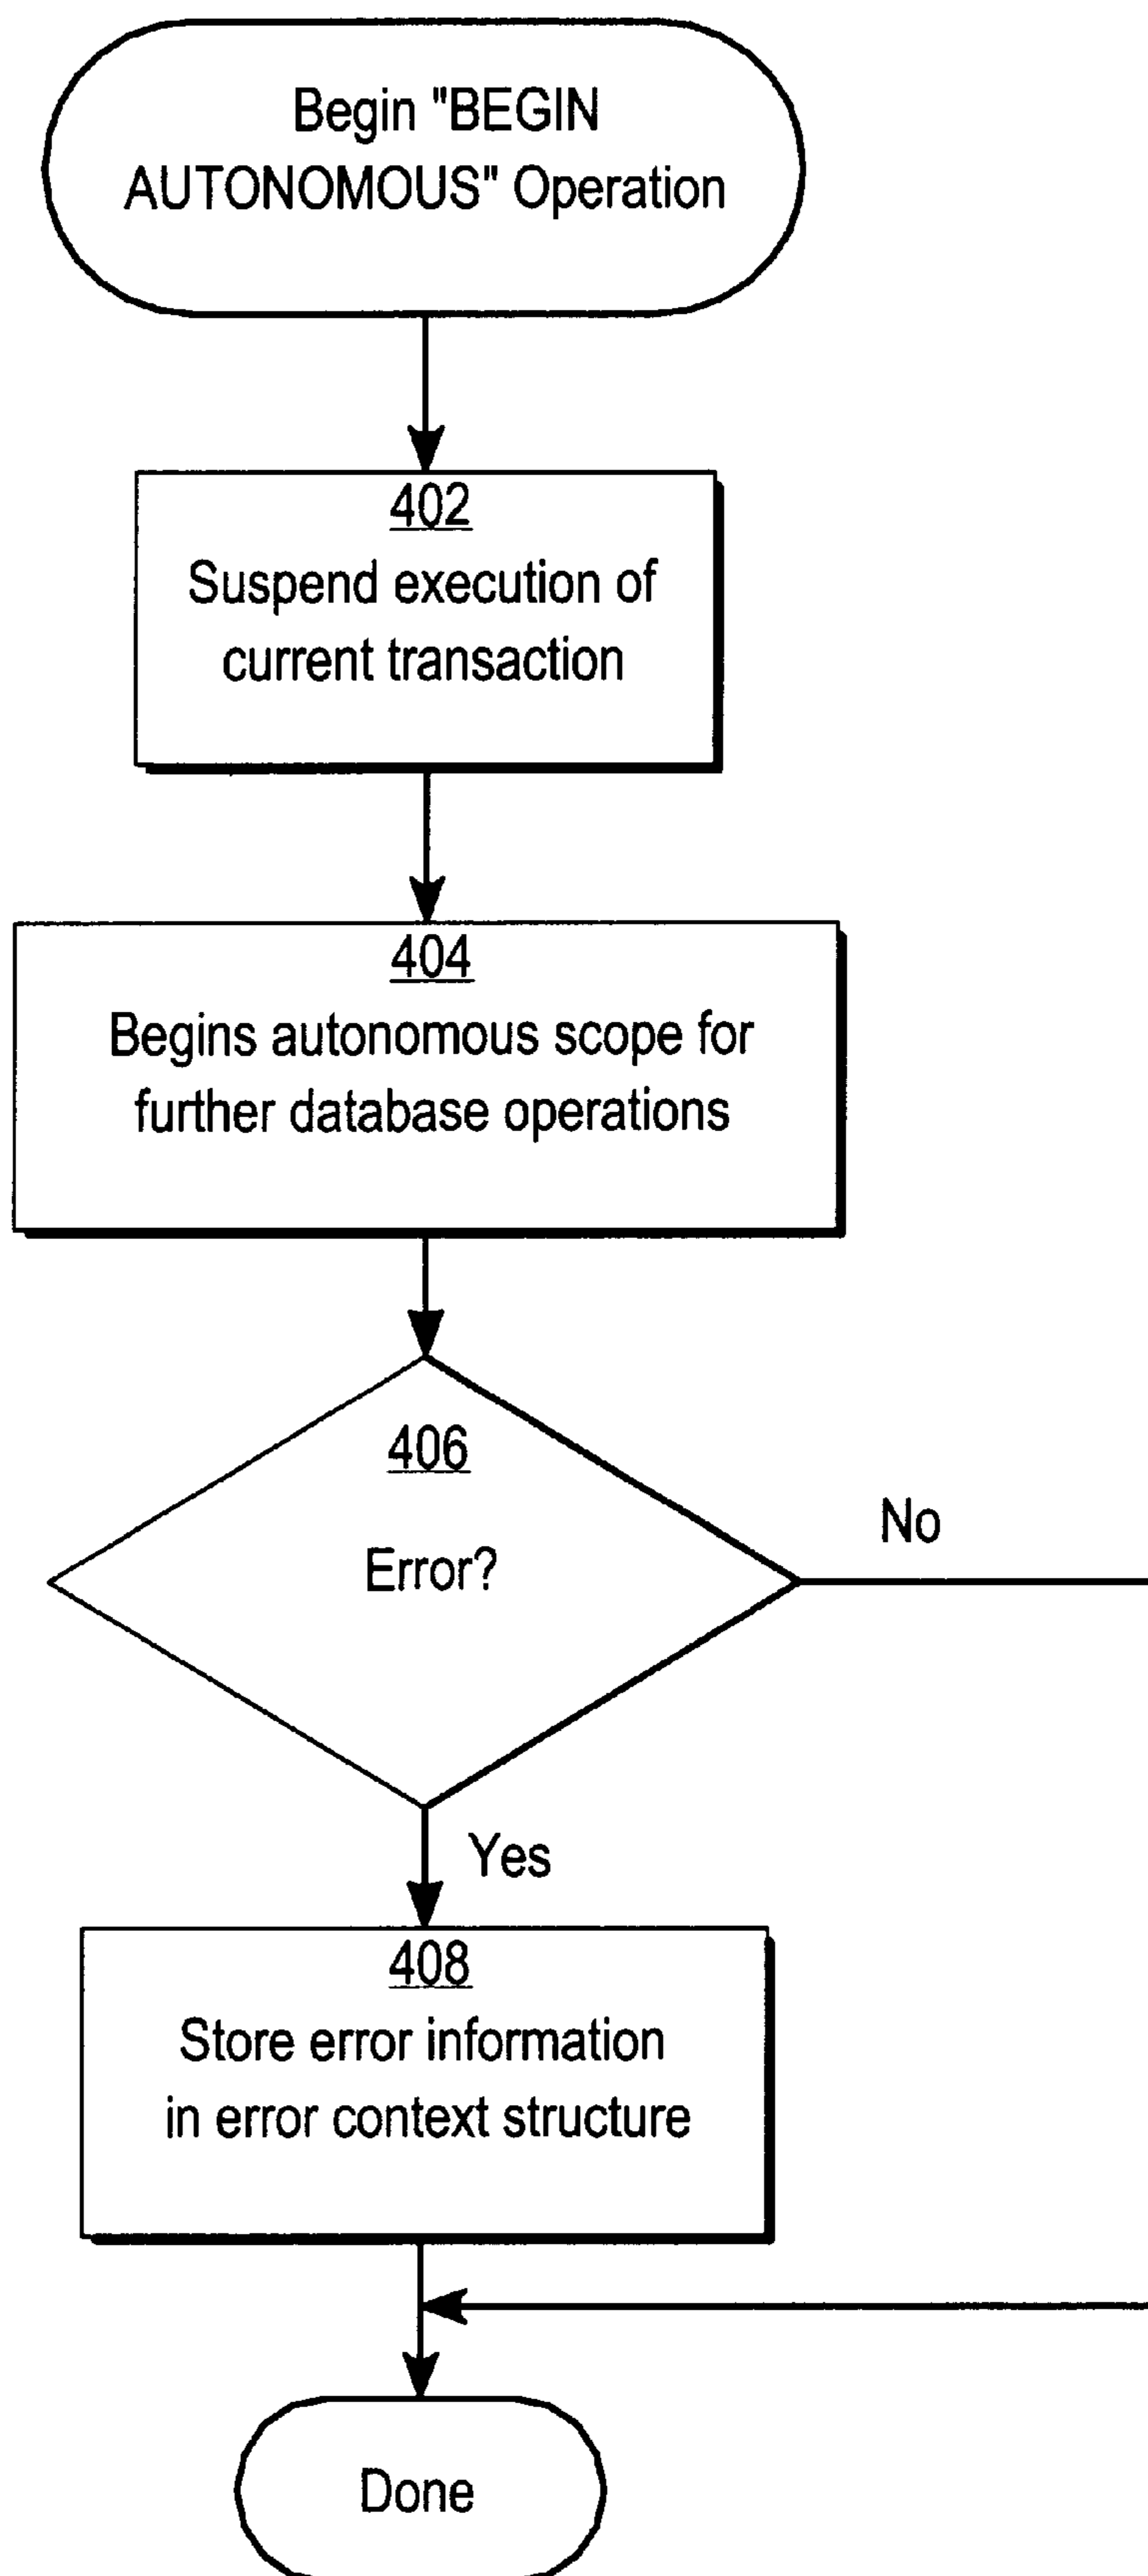 Begin "BEGIN
AUTONOMOUS" Operation
402
Suspend execution of
current transaction
404
Begins autonomous scope for
further database operations
406
Error?
No
Yes
408
Store error information
in error context structure
Done